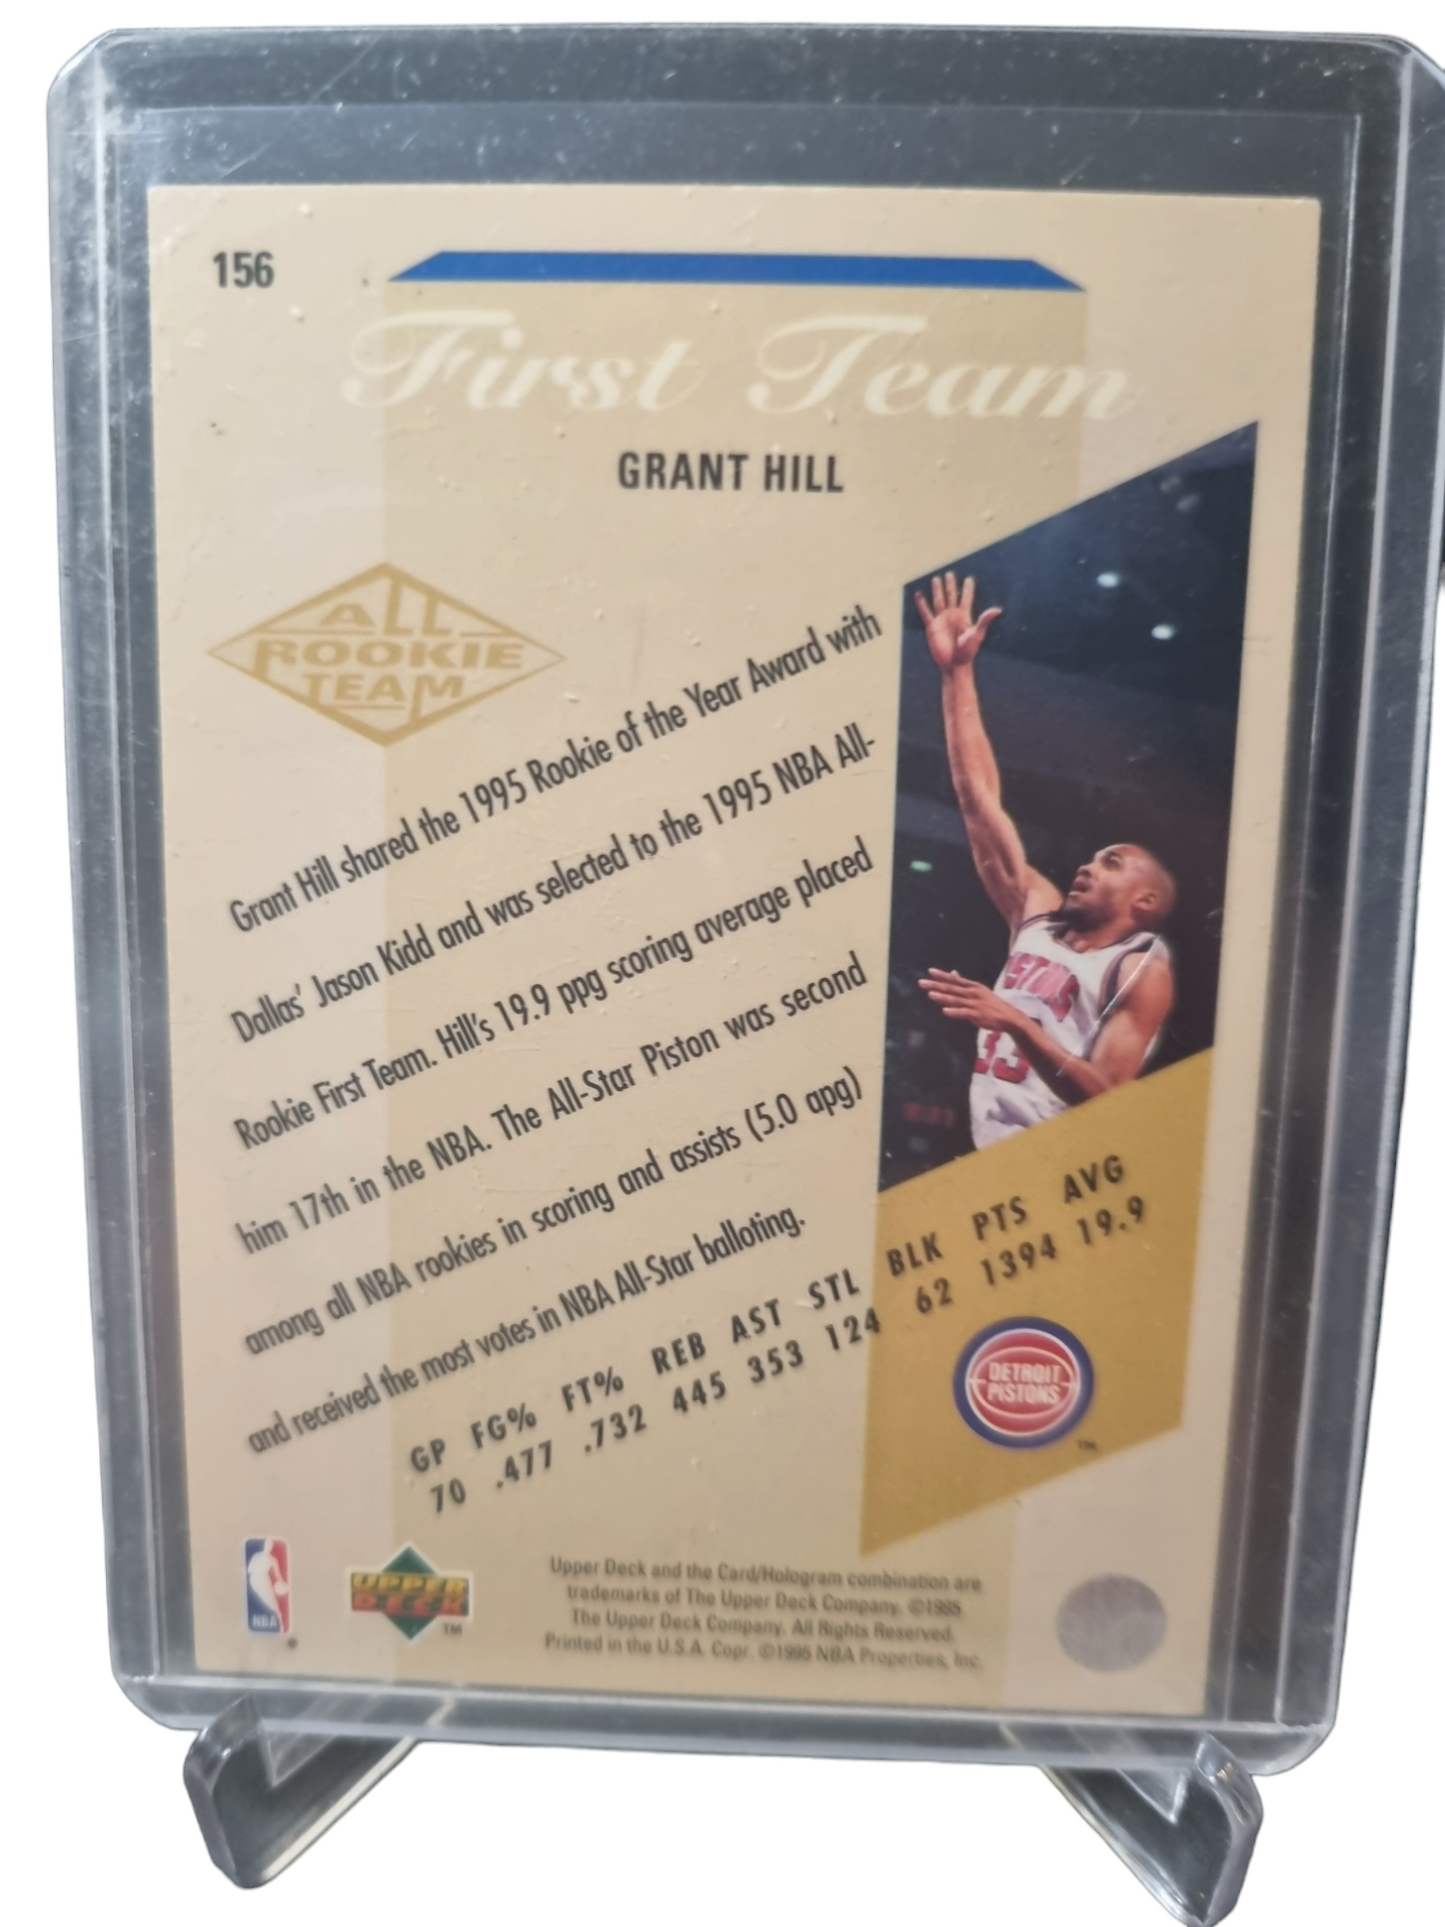 156
First Team
GRANT HILL
ALL
ROOKIE
TEAM
Grant Hill shared the 1995 Rookie of the Year Award with
Dallas' Jason Kidd and was selected to the 1995 NBA All-
Rookie First Team. Hill's 19.9 ppg scoring average placed
him 17th in the NBA. The All-Star Piston was second
among all NBA rookies in scoring and assists (5.0 apg)
and received the most votes in NBA All-Star balloting.
PISTONS
33
GP FG% FT% REB AST STL BLK PTS AVG
70 .477 .732 445 353 124 62 1394 19.9
DETROIT
PISTONS
TM
NBA
®
UPPER
DECK
TM
Upper Deck and the Card/Hologram combination are
trademarks of The Upper Deck Company. ©1995
The Upper Deck Company. All Rights Reserved.
Printed in the U.S.A. Copr. ©1995 NBA Properties, Inc.